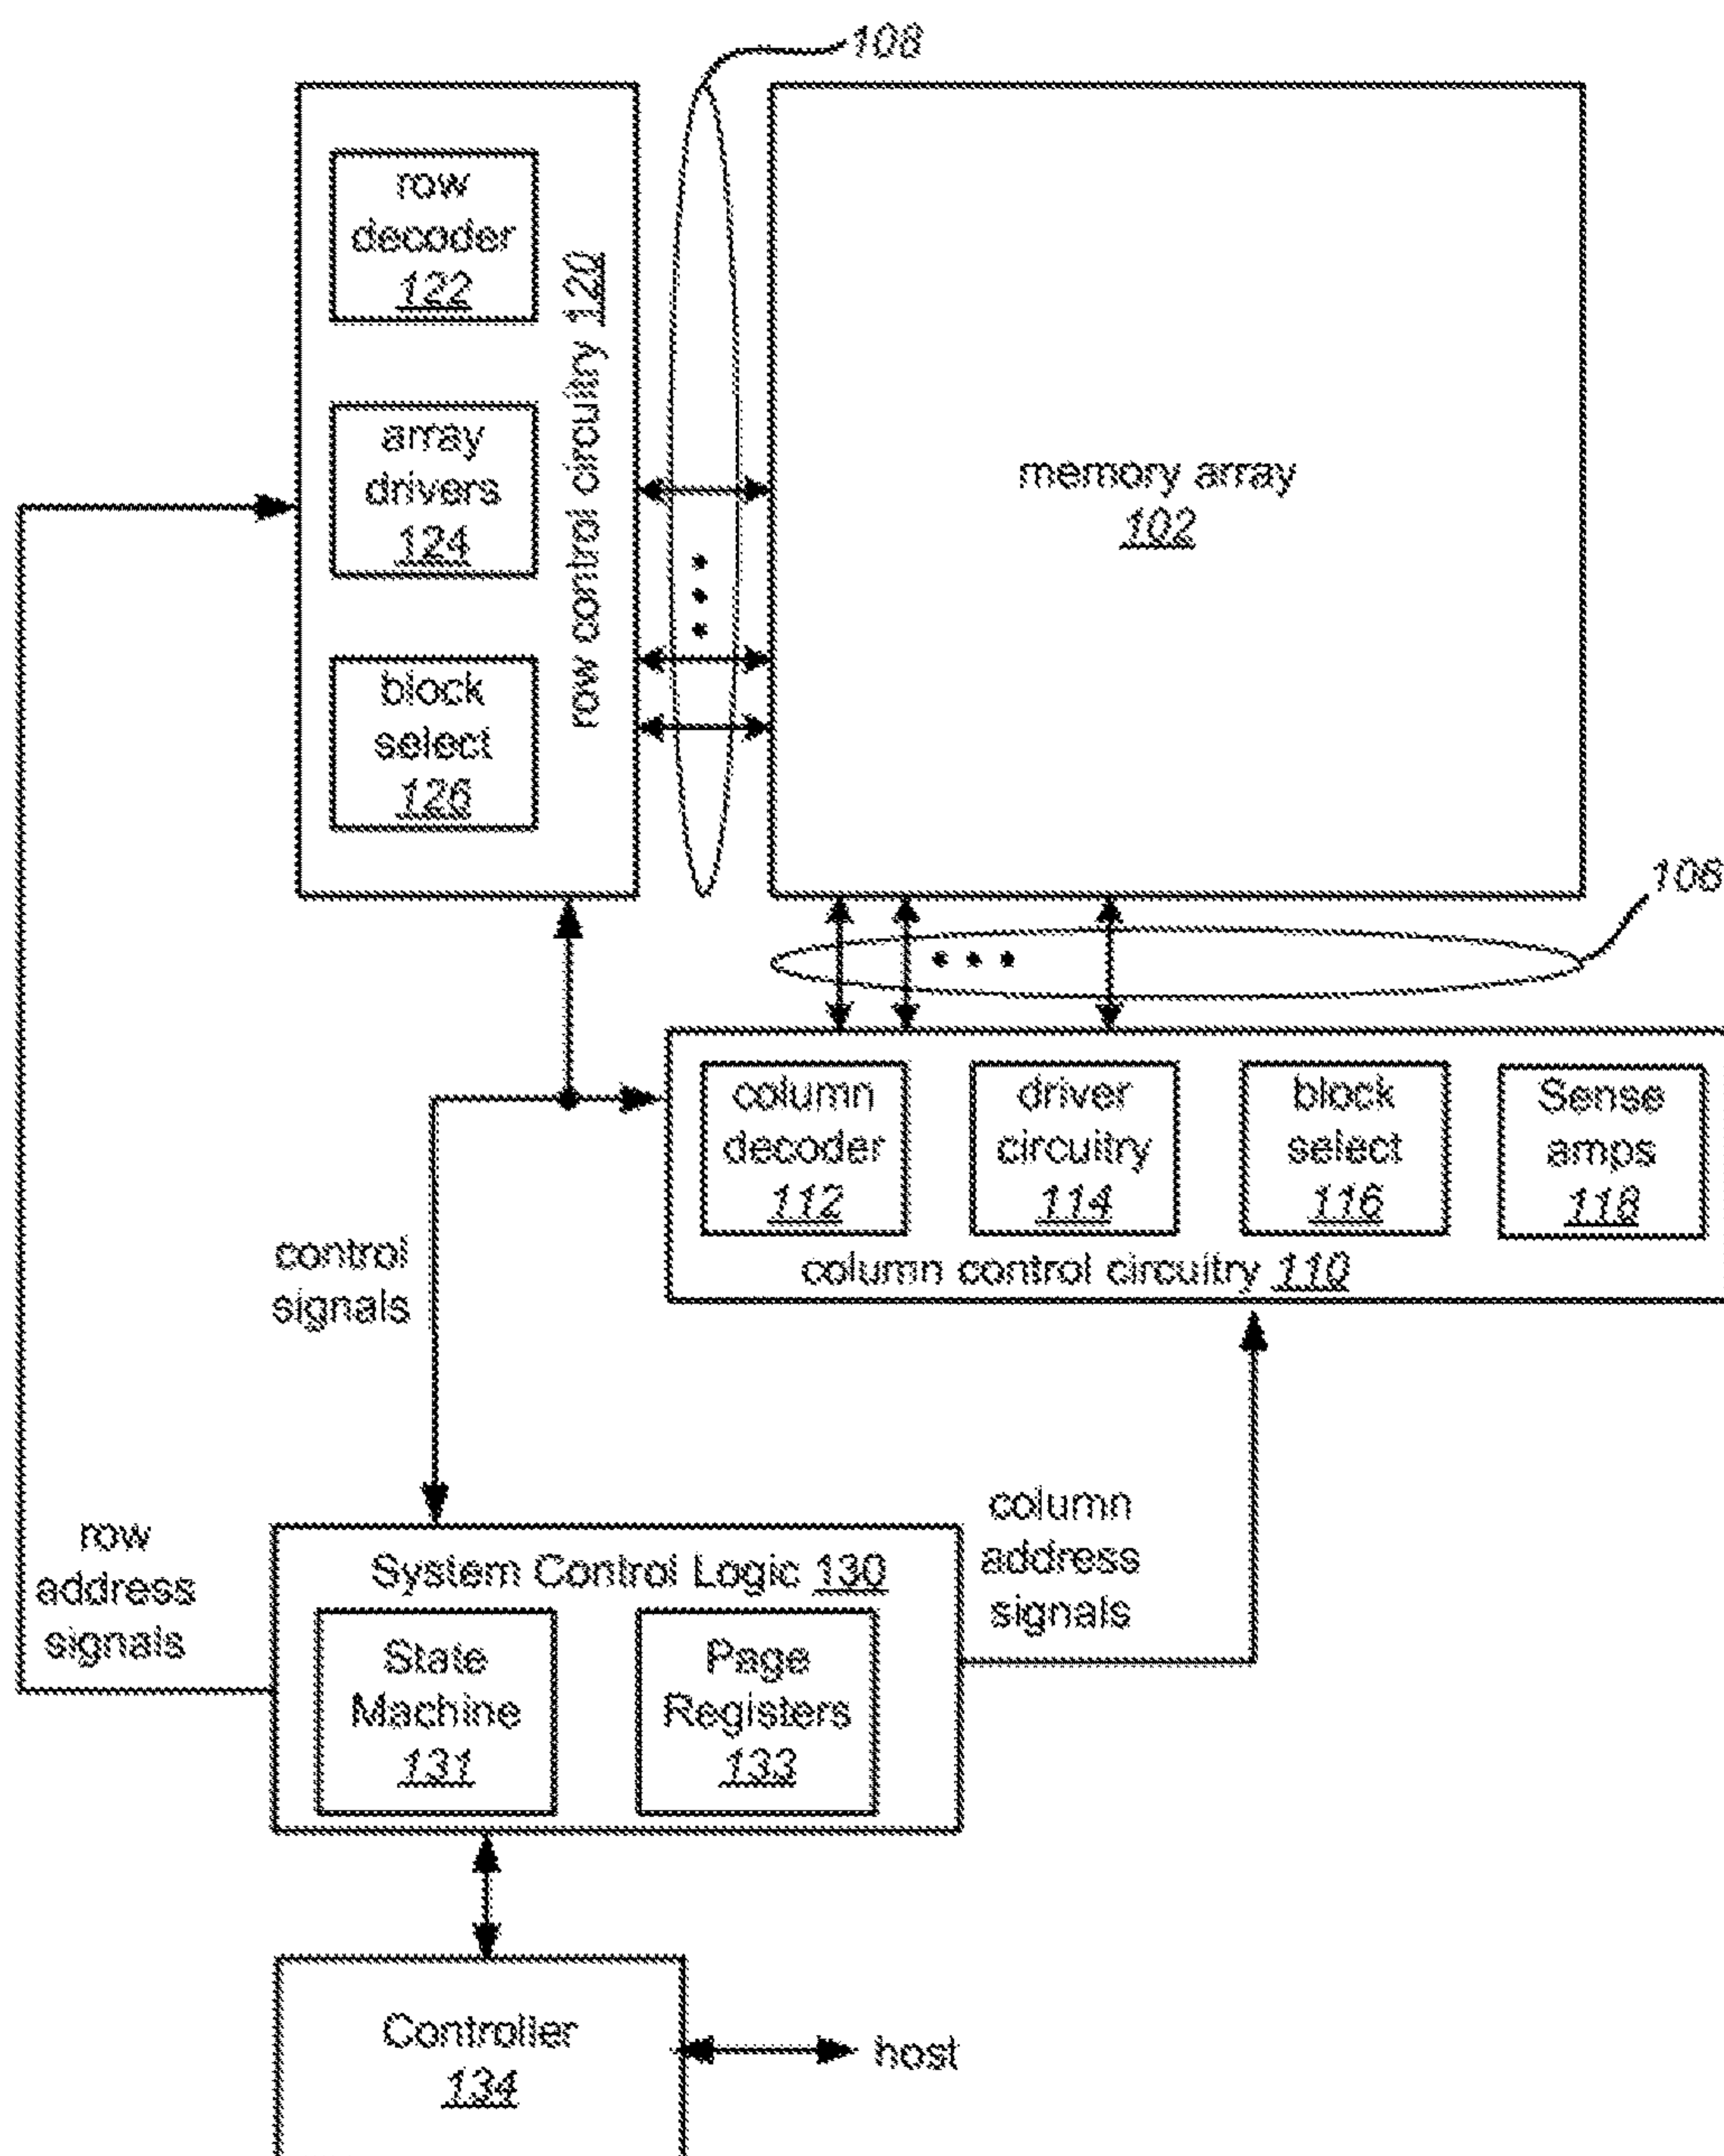 108
row
decoder
122
array
drivers
124
block
select
126
row control circuitry 120
memory array
102
106
column
decoder
112
driver
circuitry
114
block
select
116
Sense
amps
118
column control circuitry 110
control
signals
row
address
signals
System Control Logic 130
State
Machine
131
Page
Registers
133
column
address
signals
Controller
134
host